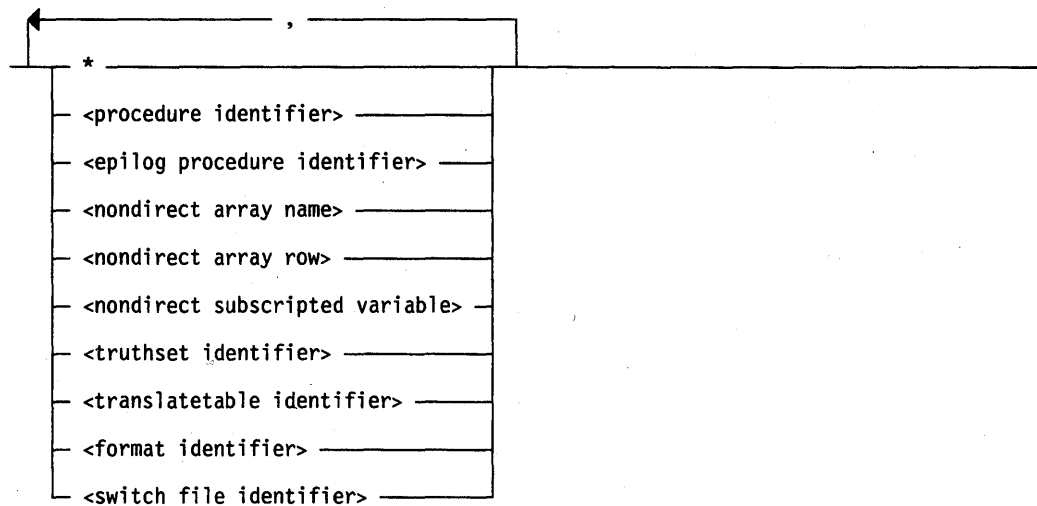 ,
*
<procedure identifier>
<epilog procedure identifier>
<nondirect array name>
<nondirect array row>
<nondirect subscripted variable>
<truthset identifier>
<translatetable identifier>
<format identifier>
<switch file identifier>